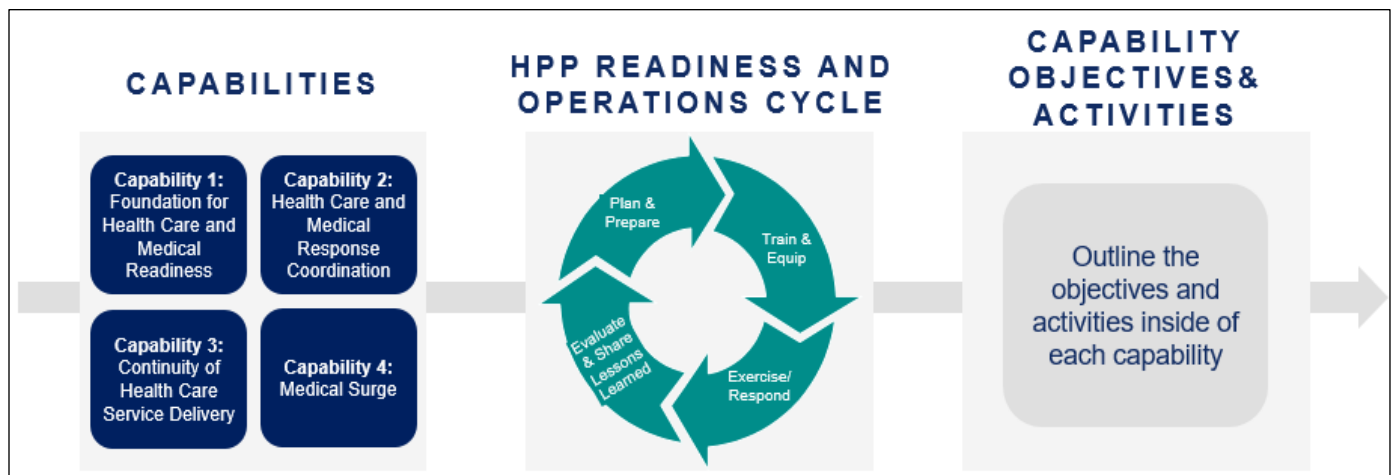 CAPABILITIES
Capability 1:
Foundation for
Health Care and
Medical
Readiness
Capability 2:
Health Care and
Medical
Response
Coordination
Capability 3:
Continuity of
Health Care
Service Delivery
Capability 4:
Medical Surge
HPP READINESS AND
OPERATIONS CYCLE
Plan &
Prepare
Train &
Equip
Exercise/
Respond
Evaluate
& Share
Lessons
Learned
CAPABILITY
OBJECTIVES&
ACTIVITIES
Outline the
objectives and
activities inside of
each capability